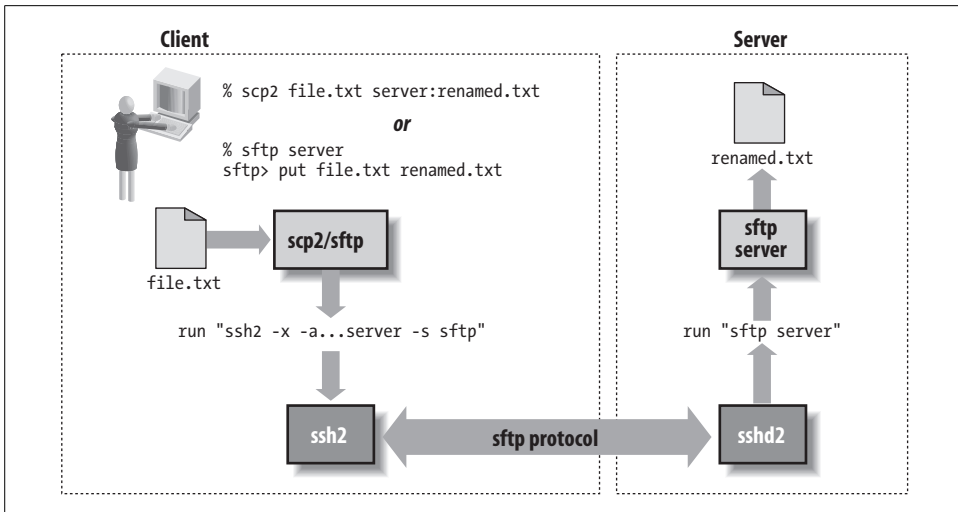 Client
% scp2 file.txt server:renamed.txt
or
% sftp server
sftp> put file.txt renamed.txt
file.txt
scp2/sftp
run "ssh2 -x -a...server -s sftp"
ssh2
sftp protocol
Server
renamed.txt
sftp
server
run "sftp server"
sshd2